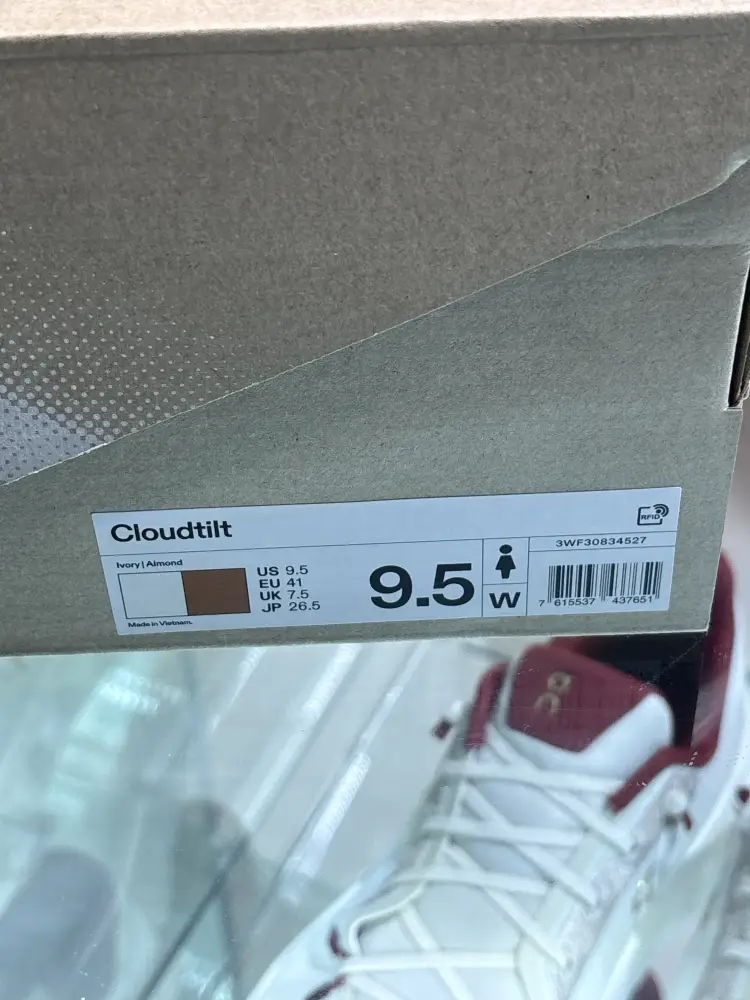 Cloudtilt
RFID
Ivory | Almond
US 9.5
EU 41
UK 7.5
JP 26.5
9.5
W
3WF30834527
7 615537 437651
Made in Vietnam.